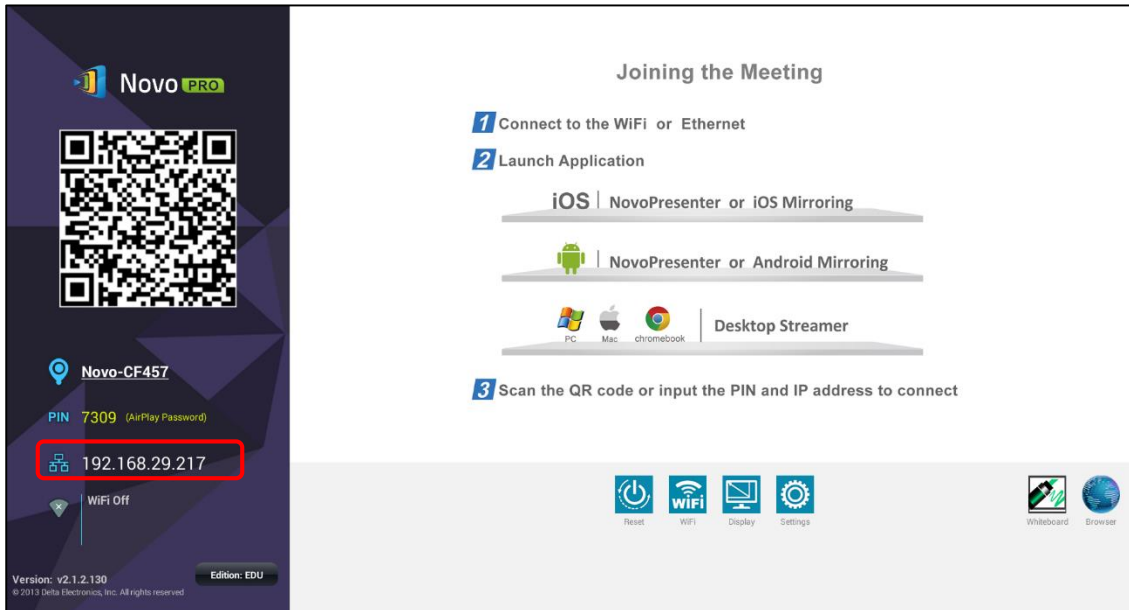 Novo PRO
Novo-CF457
PIN 7309 (AirPlay Password)
192.168.29.217
WiFi Off
Version: v2.1.2.130
Edition: EDU
© 2013 Delta Electronics, Inc. All rights reserved
Joining the Meeting
1 Connect to the WiFi or Ethernet
2 Launch Application
iOS NovoPresenter or iOS Mirroring
NovoPresenter or Android Mirroring
PC Mac chromebook Desktop Streamer
3 Scan the QR code or input the PIN and IP address to connect
WiFi
Reset WiFi Display Settings Whiteboard Browser